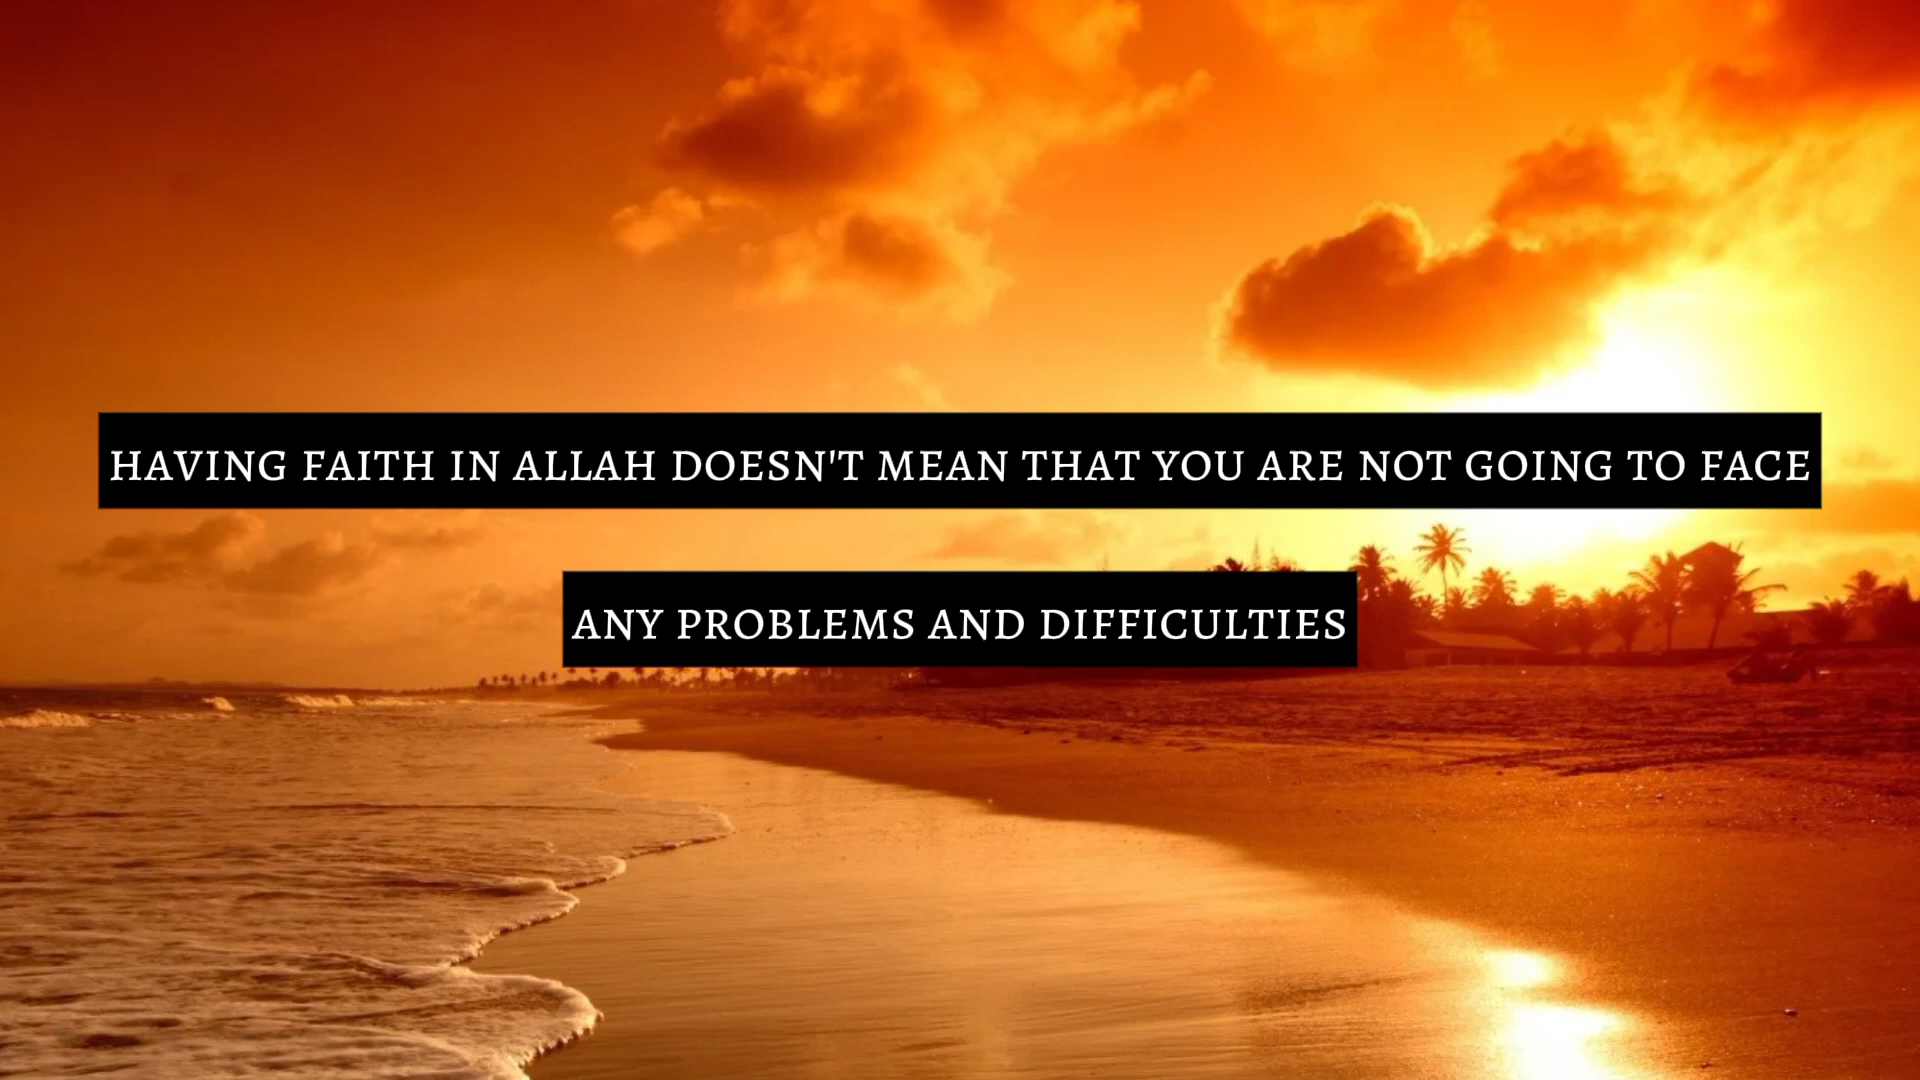 HAVING FAITH IN ALLAH DOESN'T MEAN THAT YOU ARE NOT GOING TO FACE
ANY PROBLEMS AND DIFFICULTIES